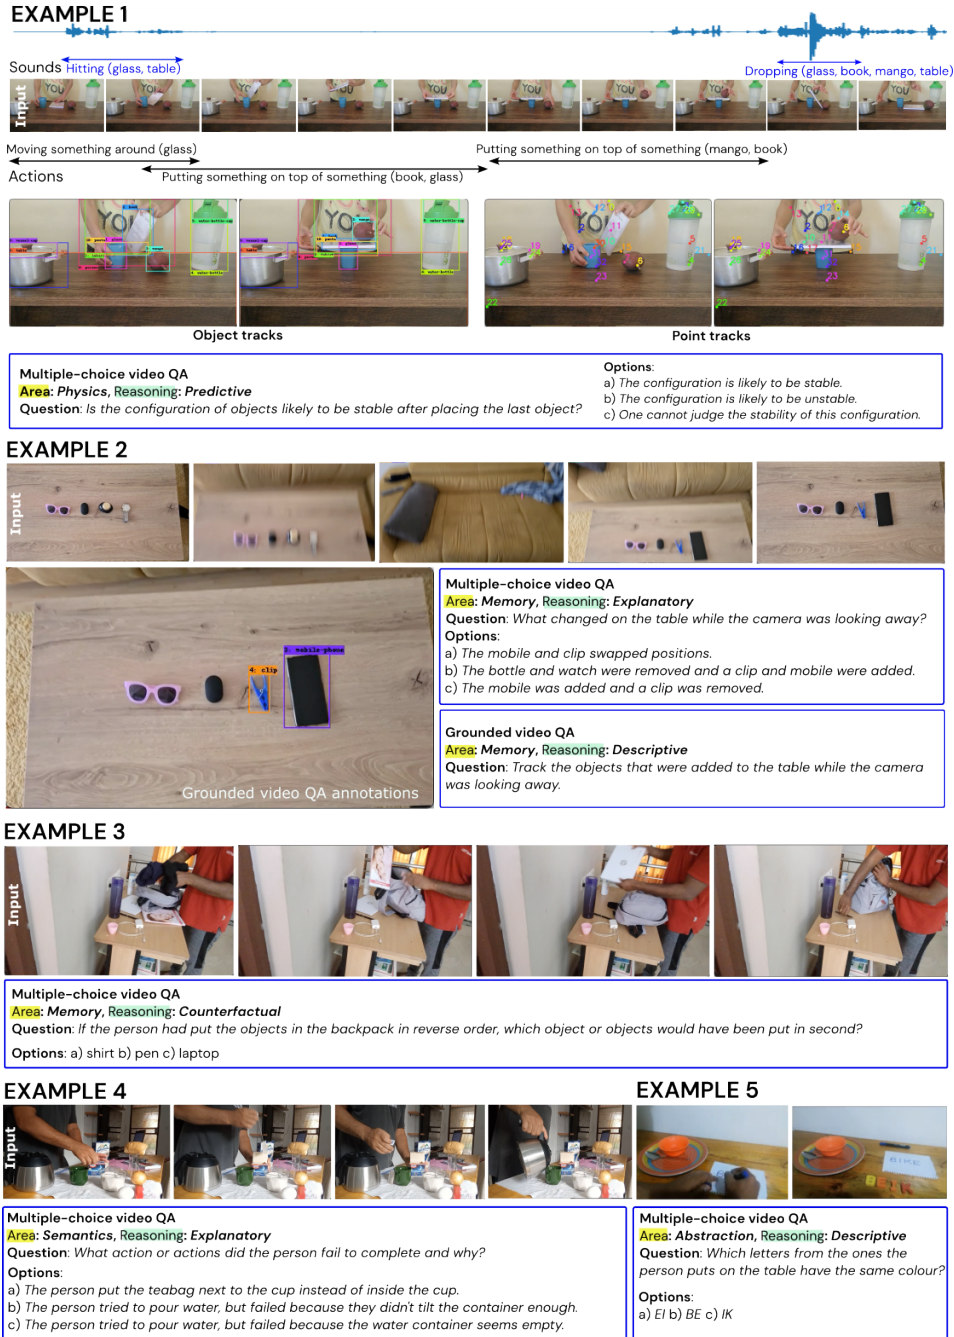 EXAMPLE 1
Sounds
Hitting (glass, table)
Dropping (glass, book, mango, table)
Input
Moving something around (glass)
Putting something on top of something (mango, book)
Actions
Putting something on top of something (book, glass)
Object tracks
Point tracks
Multiple-choice video QA
Area: Physics, Reasoning: Predictive
Question: Is the configuration of objects likely to be stable after placing the last object?
Options:
a) The configuration is likely to be stable.
b) The configuration is likely to be unstable.
c) One cannot judge the stability of this configuration.
EXAMPLE 2
Input
5: mobile-phone
4: clip
Grounded video QA annotations
Multiple-choice video QA
Area: Memory, Reasoning: Explanatory
Question: What changed on the table while the camera was looking away?
Options:
a) The mobile and clip swapped positions.
b) The bottle and watch were removed and a clip and mobile were added.
c) The mobile was added and a clip was removed.
Grounded video QA
Area: Memory, Reasoning: Descriptive
Question: Track the objects that were added to the table while the camera
was looking away.
EXAMPLE 3
Input
Multiple-choice video QA
Area: Memory, Reasoning: Counterfactual
Question: If the person had put the objects in the backpack in reverse order, which object or objects would have been put in second?
Options: a) shirt b) pen c) laptop
EXAMPLE 4
Input
Multiple-choice video QA
Area: Semantics, Reasoning: Explanatory
Question: What action or actions did the person fail to complete and why?
Options:
a) The person put the teabag next to the cup instead of inside the cup.
b) The person tried to pour water, but failed because they didn't tilt the container enough.
c) The person tried to pour water, but failed because the water container seems empty.
EXAMPLE 5
BIKE
Multiple-choice video QA
Area: Abstraction, Reasoning: Descriptive
Question: Which letters from the ones the
person puts on the table have the same colour?
Options:
a) EI b) BE c) IK